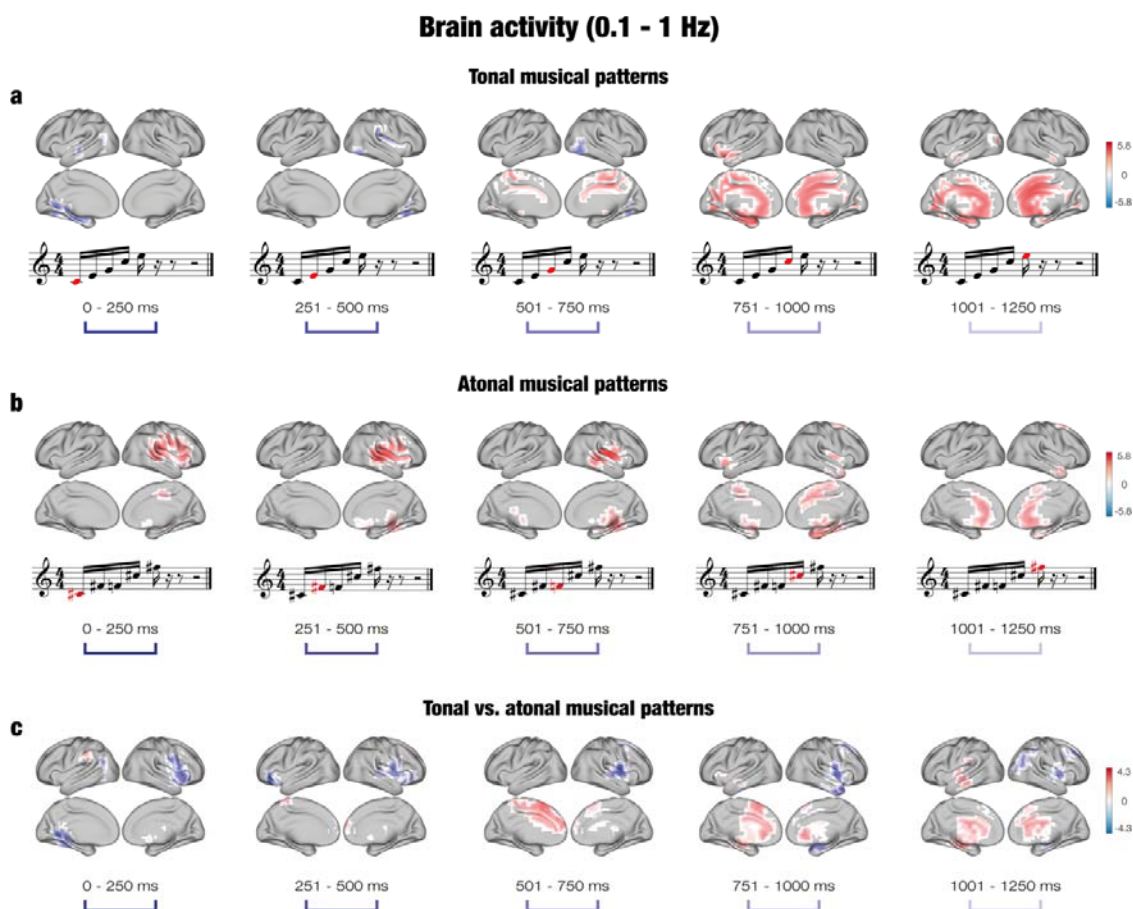 Brain activity (0.1 - 1 Hz)
Tonal musical patterns
a
5.8
0
-5.8
0 - 250 ms
251 - 500 ms
501 - 750 ms
751 - 1000 ms
1001 - 1250 ms
Atonal musical patterns
b
5.8
0
-5.8
0 - 250 ms
251 - 500 ms
501 - 750 ms
751 - 1000 ms
1001 - 1250 ms
Tonal vs. atonal musical patterns
c
4.3
0
-4.3
0 - 250 ms
251 - 500 ms
501 - 750 ms
751 - 1000 ms
1001 - 1250 ms